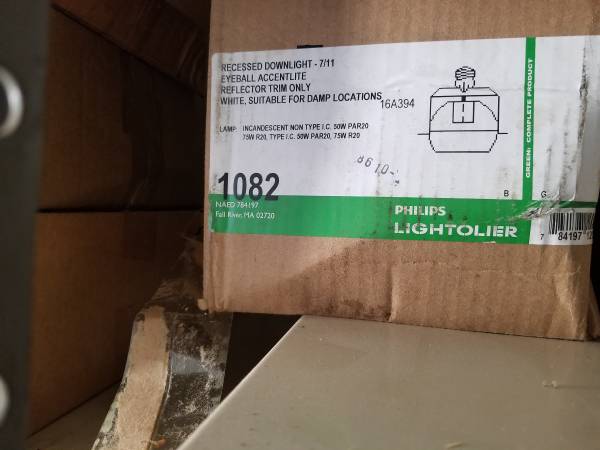 RECESSED DOWNLIGHT - 7/11
EYEBALL ACCENTLITE
REFLECTOR TRIM ONLY
WHITE, SUITABLE FOR DAMP LOCATIONS
16A394
LAMP: INCANDESCENT NON TYPE I.C. 50W PAR20
75W R20, TYPE I.C. 50W PAR20, 75W R20
1082
B
G
NAED 784197
Fall River, MA 02720
PHILIPS
LIGHTOLIER
GREEN: COMPLETE PRODUCT
7 84197